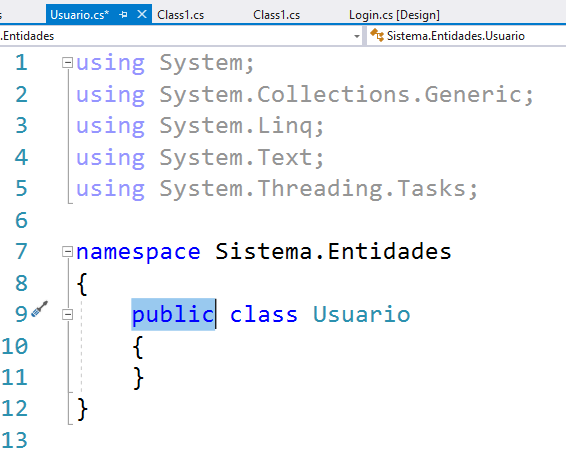 s Usuario.cs* Class1.cs Class1.cs Login.cs [Design]
.Entidades Sistema.Entidades.Usuario
1 using System;
2 using System.Collections.Generic;
3 using System.Linq;
4 using System.Text;
5 using System.Threading.Tasks;
6
7 namespace Sistema.Entidades
8 {
9 public class Usuario
10 {
11 }
12 }
13